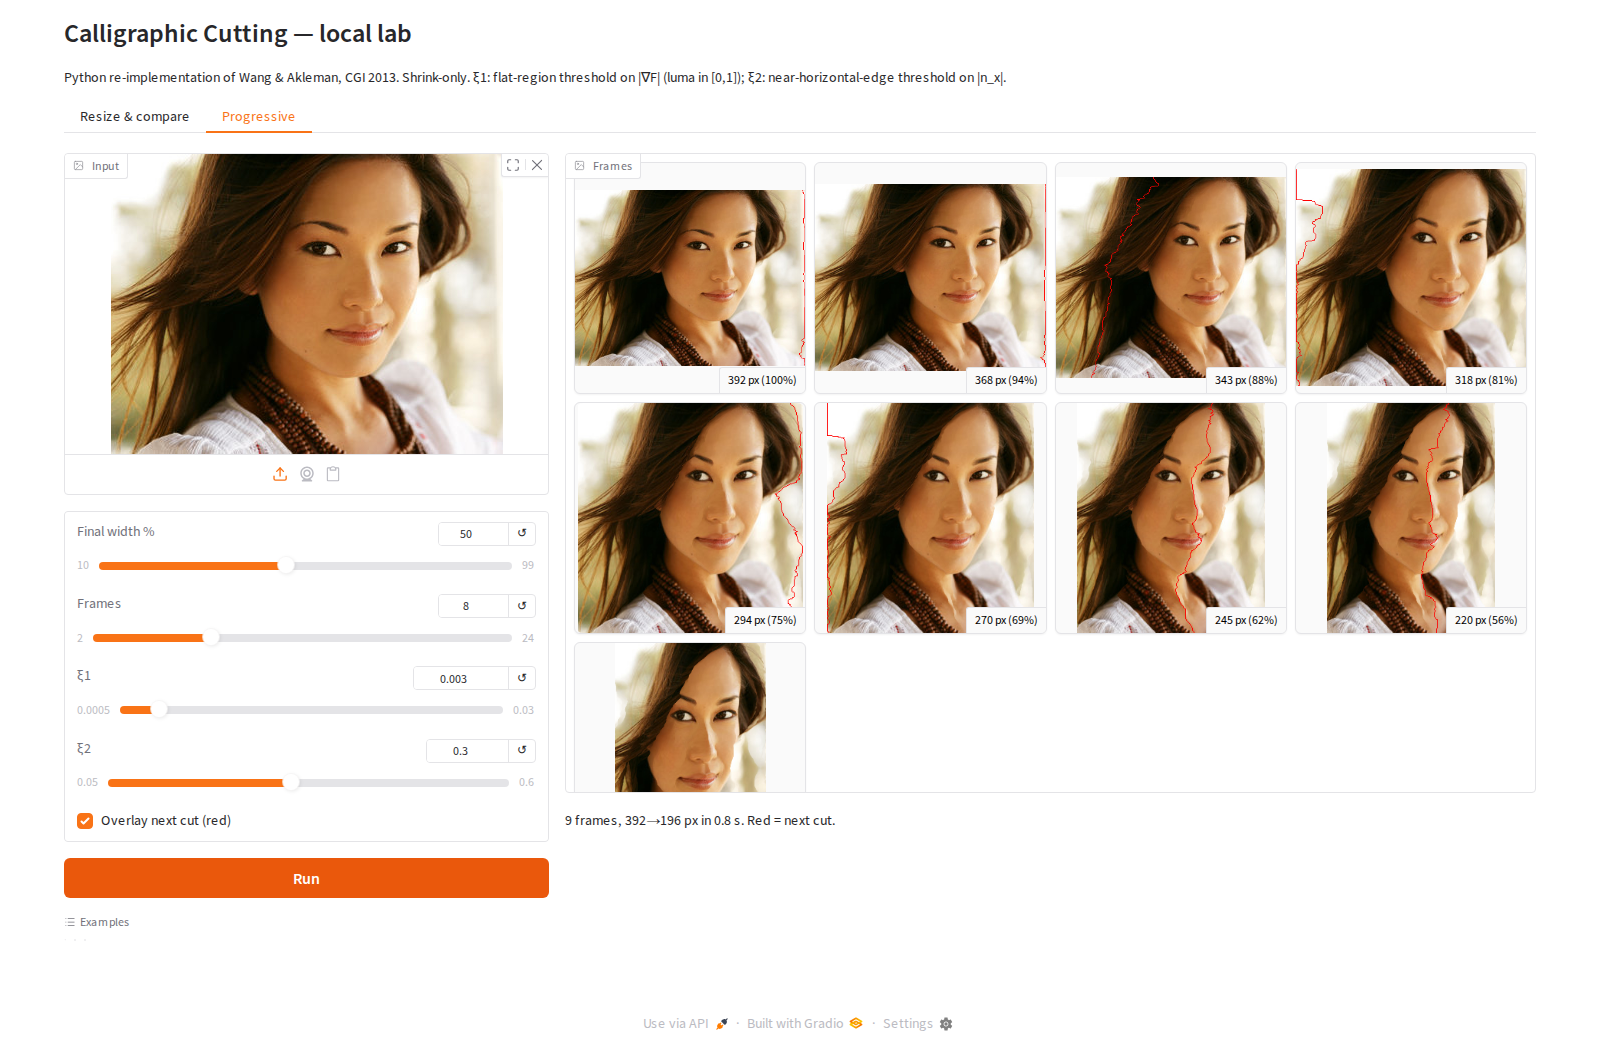 Calligraphic Cutting — local lab
Python re-implementation of Wang & Akleman, CGI 2013. Shrink-only. ξ1: flat-region threshold on |∇F| (luma in [0,1]); ξ2: near-horizontal-edge threshold on |n_x|.
Resize & compare
Progressive
Input
Final width %
50
10
99
Frames
8
2
24
ξ1
0.003
0.0005
0.03
ξ2
0.3
0.05
0.6
Overlay next cut (red)
Run
Examples
Frames
392 px (100%)
368 px (94%)
343 px (88%)
318 px (81%)
294 px (75%)
270 px (69%)
245 px (62%)
220 px (56%)
9 frames, 392→196 px in 0.8 s. Red = next cut.
Use via API · Built with Gradio · Settings